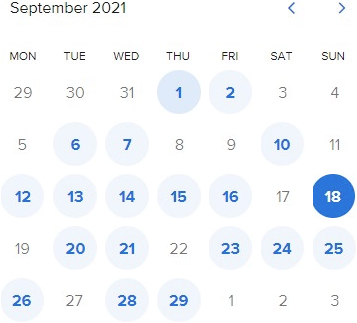 September 2021 < >
MON TUE WED THU FRI SAT SUN
29 30 31 1 2 3 4
5 6 7 8 9 10 11
12 13 14 15 16 17 18
19 20 21 22 23 24 25
26 27 28 29 1 2 3